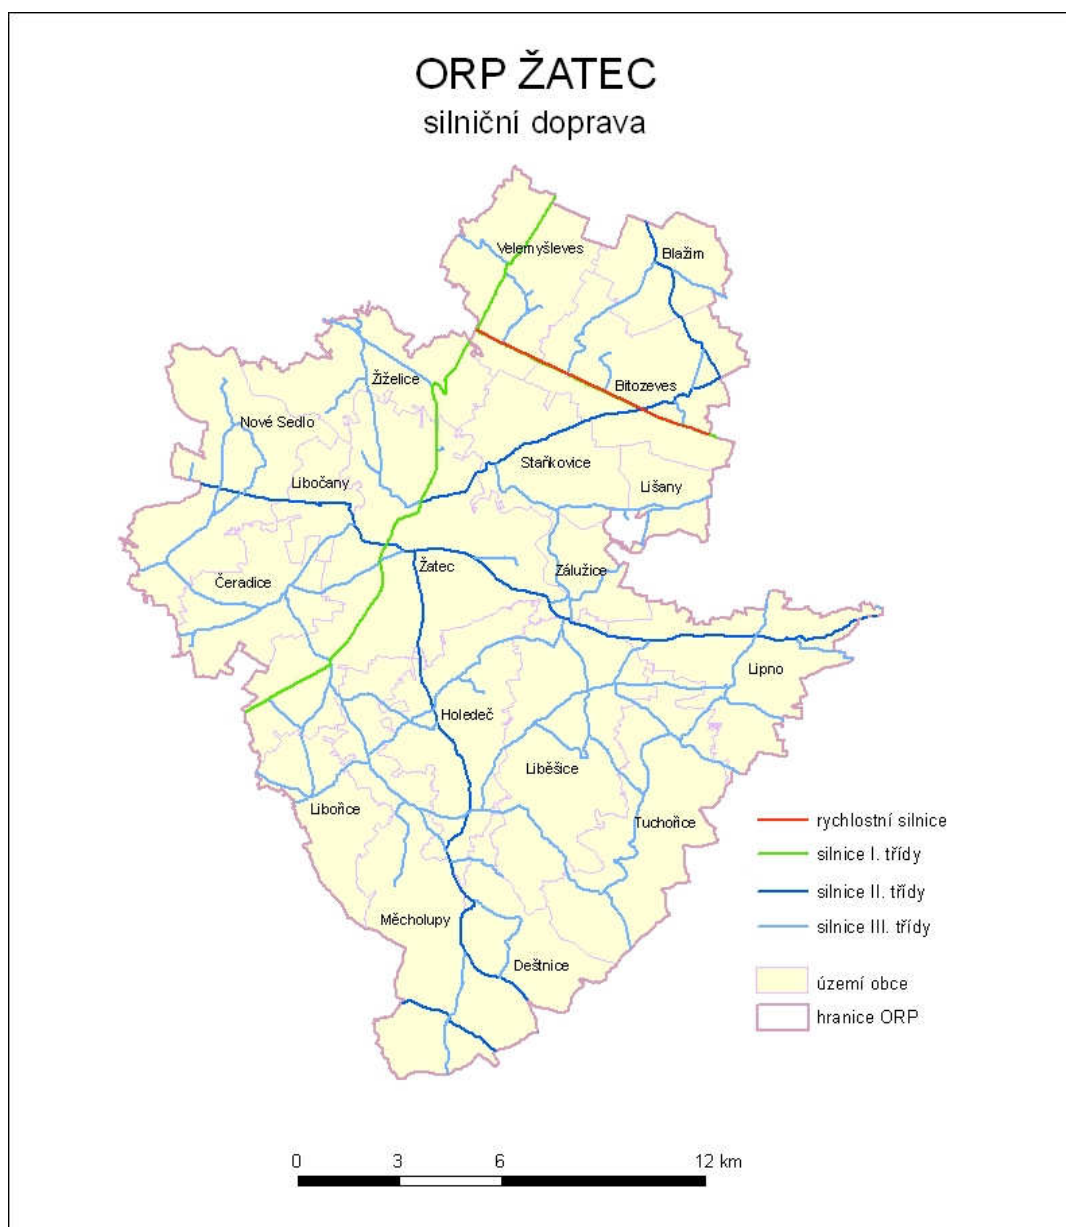 ORP ŽATEC
silniční doprava
Velemyšleves
Blažim
Žiželice
Bitozeves
Nové Sedlo
Staňkovice
Libočany
Lišany
Žatec
Zálužice
Čeradice
Lipno
Holedeč
Liběšice
Libořice
Tuchořice
Měcholupy
Deštnice
rychlostní silnice
silnice I. třídy
silnice II. třídy
silnice III. třídy
území obce
hranice ORP
0 3 6 12 km